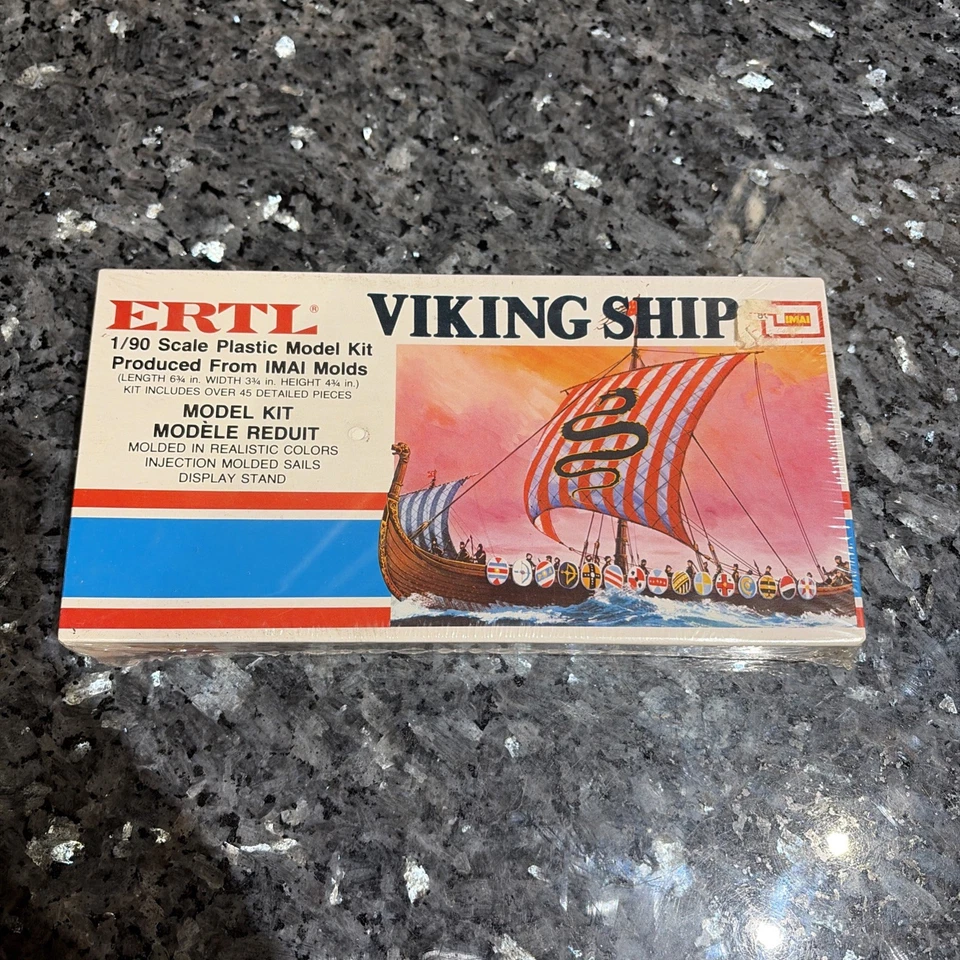 ERTL®
VIKING SHIP
IMAI
1/90 Scale Plastic Model Kit
Produced From IMAI Molds
(LENGTH 6¾ in. WIDTH 3¾ in. HEIGHT 4¾ in.)
KIT INCLUDES OVER 45 DETAILED PIECES
MODEL KIT
MODÈLE REDUIT
MOLDED IN REALISTIC COLORS
INJECTION MOLDED SAILS
DISPLAY STAND